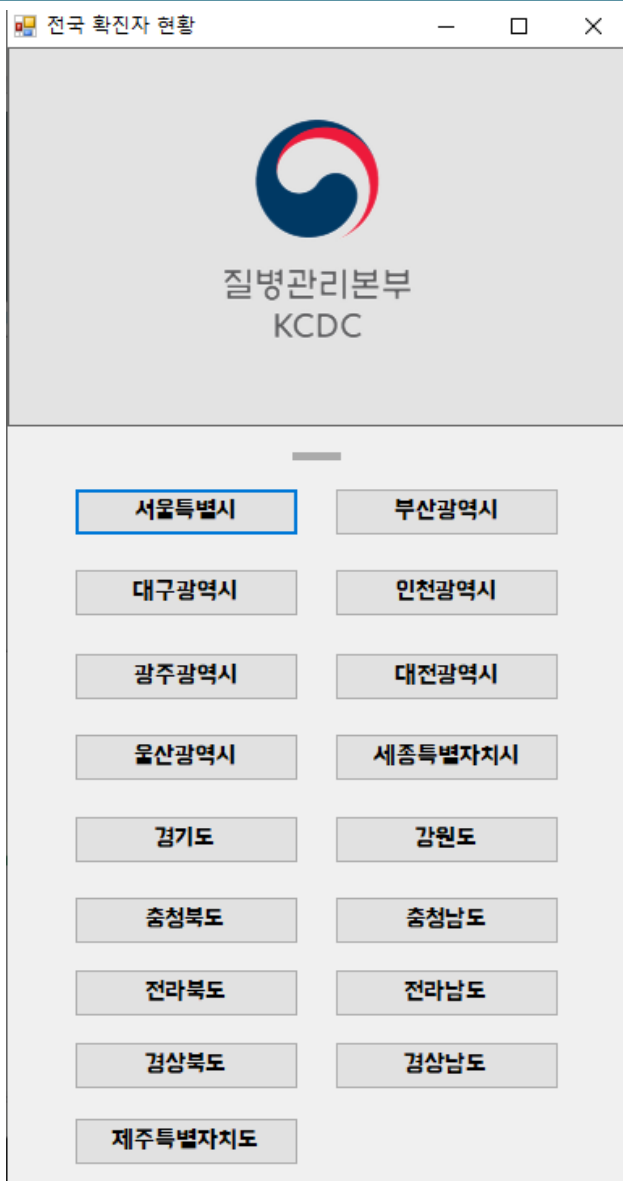 전국 확진자 현황
질병관리본부
KCDC
서울특별시 부산광역시
대구광역시 인천광역시
광주광역시 대전광역시
울산광역시 세종특별자치시
경기도 강원도
충청북도 충청남도
전라북도 전라남도
경상북도 경상남도
제주특별자치도